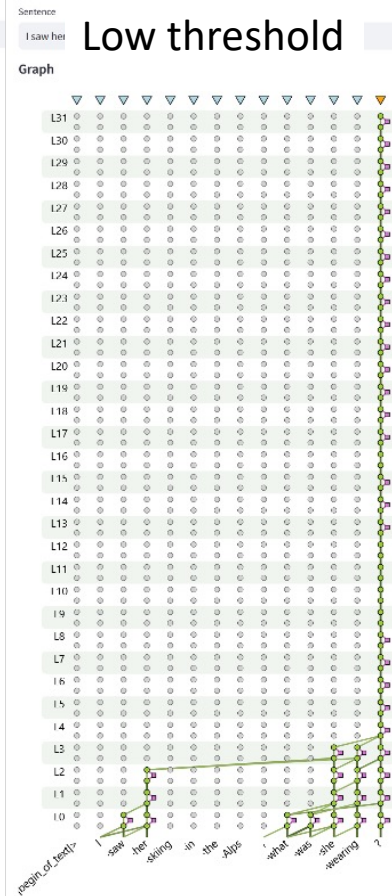 Sentence
I saw her
Low threshold
Graph
L31
L30
L29
L28
L27
L26
L25
L24
L23
L22
L21
L20
L19
L18
L17
L16
L15
L14
L13
L12
L11
L10
L9
L8
L7
L6
L5
L4
L3
L2
L1
L0
begin_of_text|>
I
-saw
-her
-skiing
-in
-the
-Alps
,
-what
-was
-she
-wearing
?